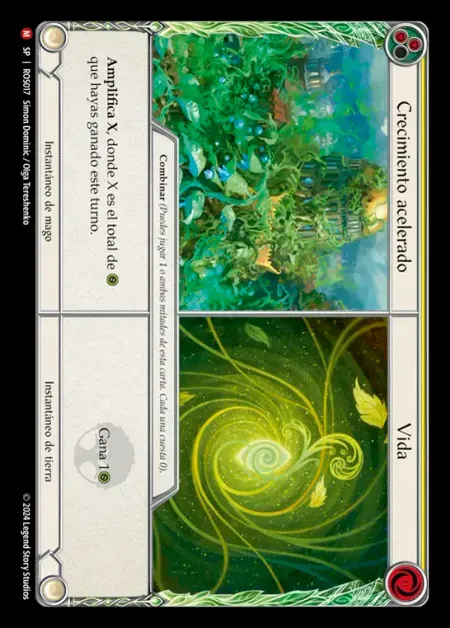 Crecimiento acelerado
Vida
Combinar (Puedes jugar 1 o ambas mitades de esta carta. Cada una cuesta 0).
Amplifica X, donde X es el total de
que hayas ganado este turno.
Gana 1
Instantáneo de mago
Instantáneo de tierra
M
SP | ROS017 Simon Dominic / Olga Tereshenko
© 2024 Legend Story Studios